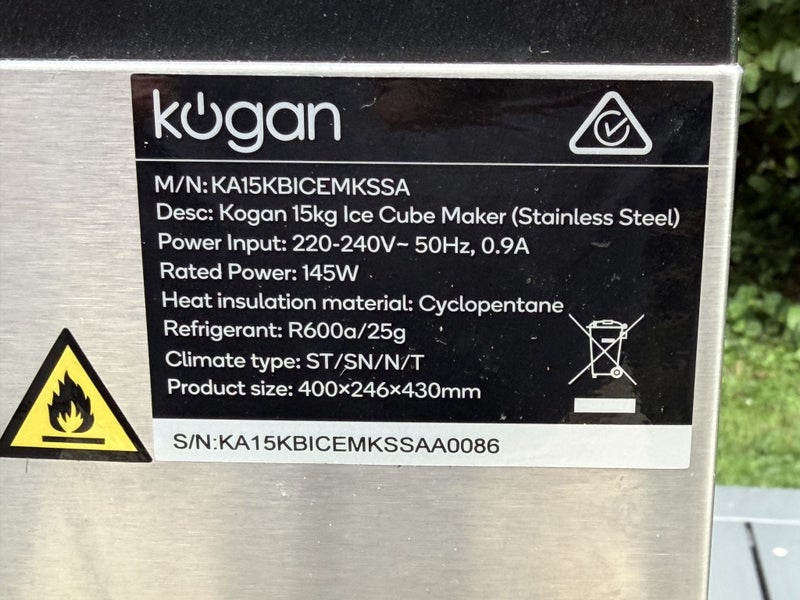 kogan
M/N: KA15KBICEMKSSA
Desc: Kogan 15kg Ice Cube Maker (Stainless Steel)
Power Input: 220-240V~ 50Hz, 0.9A
Rated Power: 145W
Heat insulation material: Cyclopentane
Refrigerant: R600a/25g
Climate type: ST/SN/N/T
Product size: 400×246×430mm
S/N:KA15KBICEMKSSAA0086